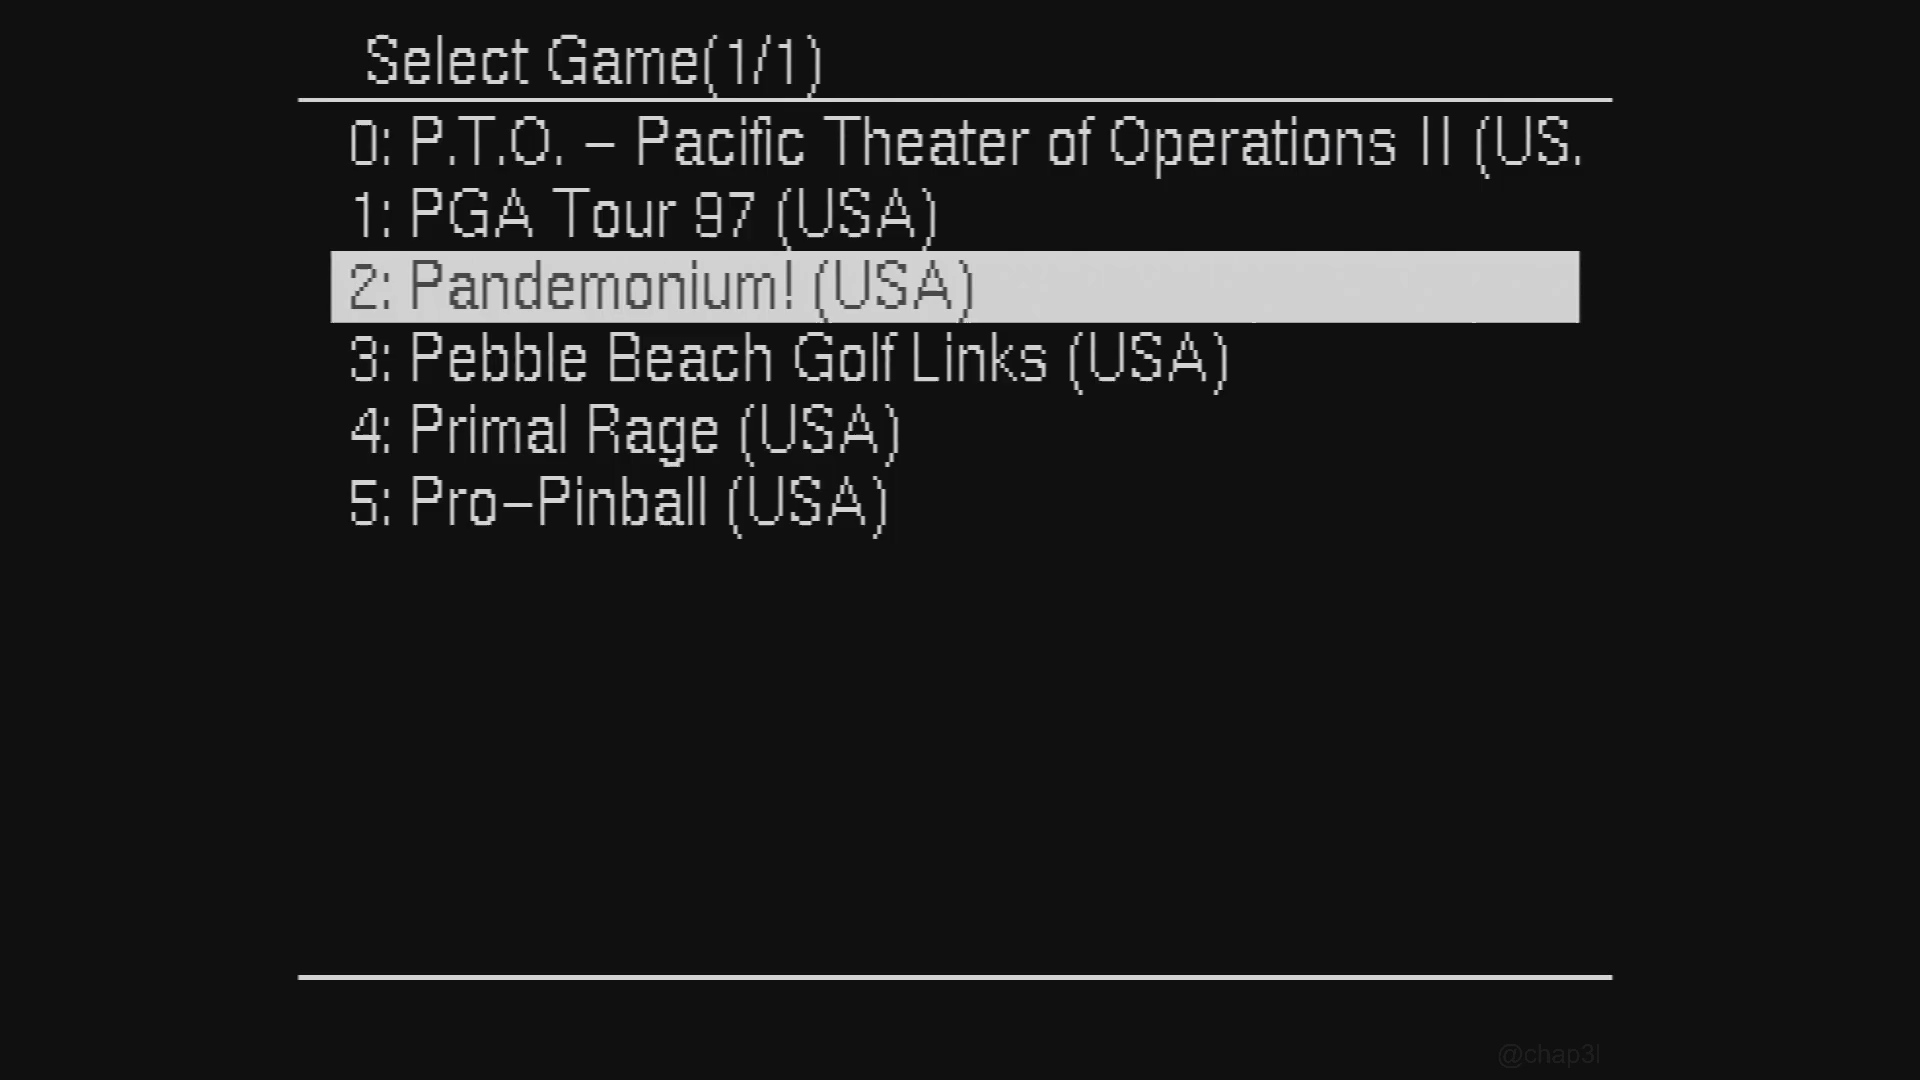 Select Game(1/1)
0: P.T.O. - Pacific Theater of Operations II (US.
1: PGA Tour 97 (USA)
2: Pandemonium! (USA)
3: Pebble Beach Golf Links (USA)
4: Primal Rage (USA)
5: Pro-Pinball (USA)
@chap3l